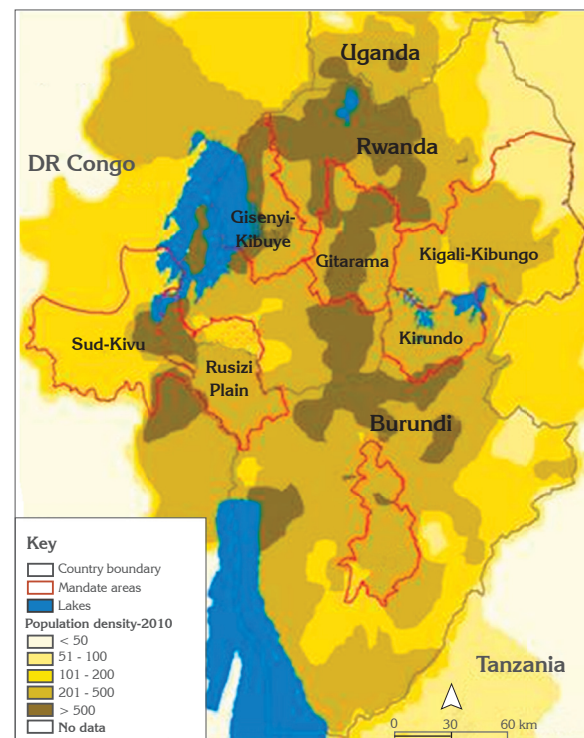 Uganda
Rwanda
DR Congo
Gisenyi-
Kibuye
Gitarama
Kigali-Kibungo
Sud-Kivu
Kirundo
Rusizi
Plain
Burundi
Tanzania
Key
Country boundary
Mandate areas
Lakes
Population density-2010
< 50
51 - 100
101 - 200
201 - 500
> 500
No data
0 30 60 km